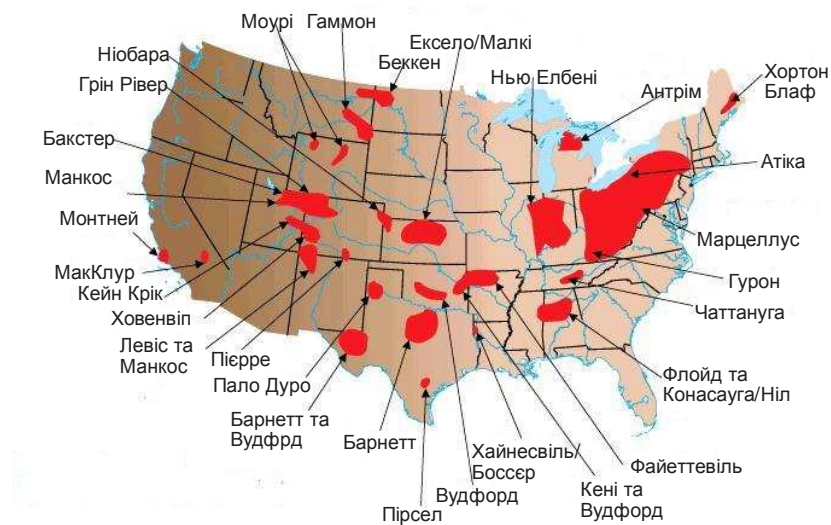 Моурі
Гаммон
Ексело/Малкі
Ніобара
Беккен
Нью Елбені
Хортон
Блаф
Грін Рівер
Антрім
Бакстер
Атіка
Манкос
Монтней
Марцеллус
МакКлур
Гурон
Кейн Крік
Чаттануга
Ховенвіп
Левіс та
Манкос
Пієрре
Пало Дуро
Флойд та
Конасауга/Ніл
Барнетт та
Вудфрд
Барнетт
Хайнесвіль/
Боссєр
Файеттевіль
Вудфорд
Кені та
Вудфорд
Пірсел